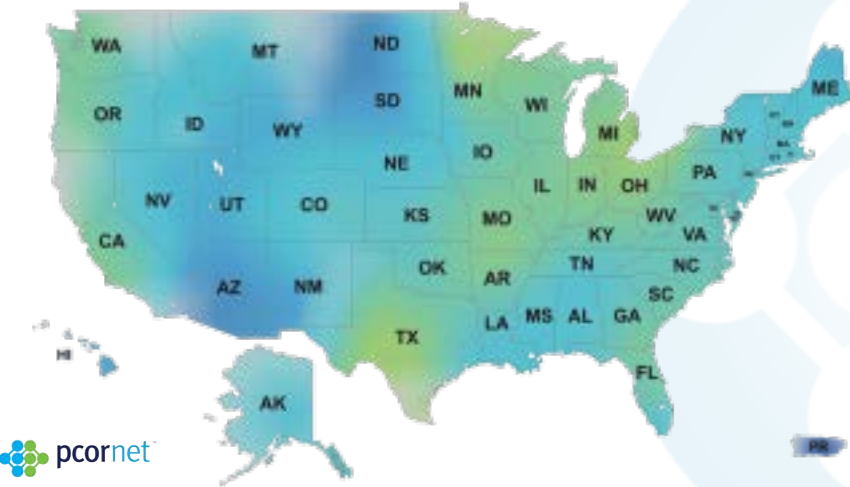 WA
MT
ND
ME
MN
SD
OR
WI
ID
WY
MI
NY
IO
NE
PA
IL
IN
OH
NV
UT
CO
KS
MO
WV
VA
KY
CA
TN
NC
OK
AR
AZ
NM
SC
MS
AL
GA
LA
TX
HI
FL
AK
PR
pcornet